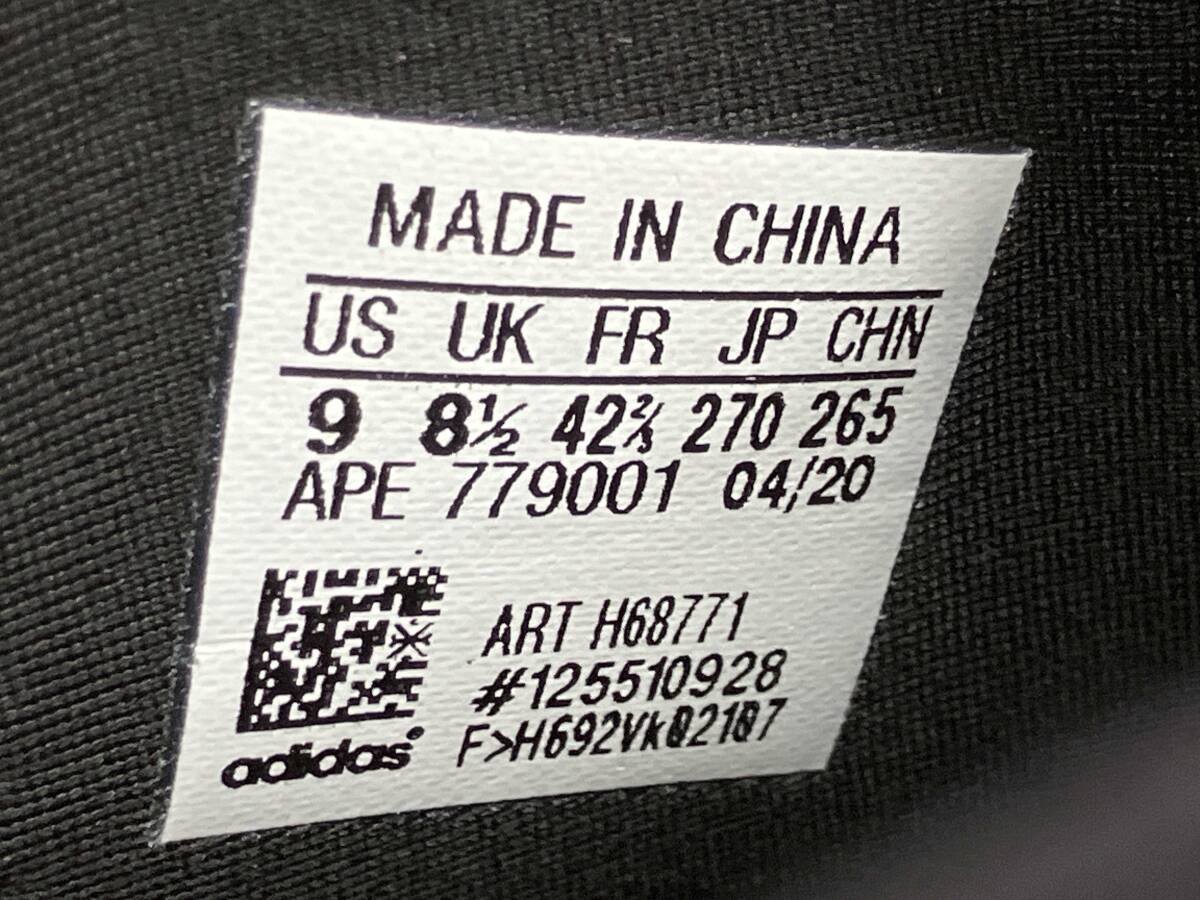 MADE IN CHINA
US UK FR JP CHN
9 8½ 42⅔ 270 265
APE 779001 04/20
ART H68771
#125510928
F>H692Vk02107
adidas®